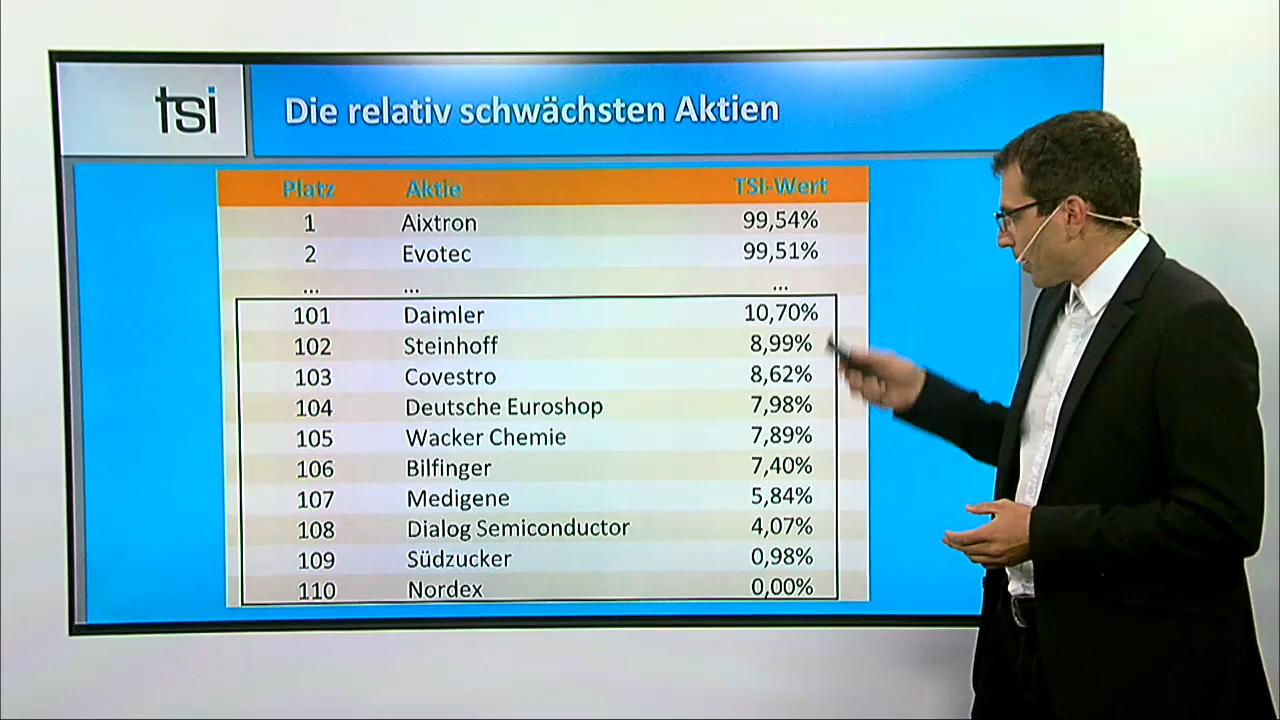 tsi
Die relativ schwächsten Aktien
Platz Aktie TSI-Wert
1 Aixtron 99,54%
2 Evotec 99,51%
... ... ...
101 Daimler 10,70%
102 Steinhoff 8,99%
103 Covestro 8,62%
104 Deutsche Euroshop 7,98%
105 Wacker Chemie 7,89%
106 Bilfinger 7,40%
107 Medigene 5,84%
108 Dialog Semiconductor 4,07%
109 Südzucker 0,98%
110 Nordex 0,00%